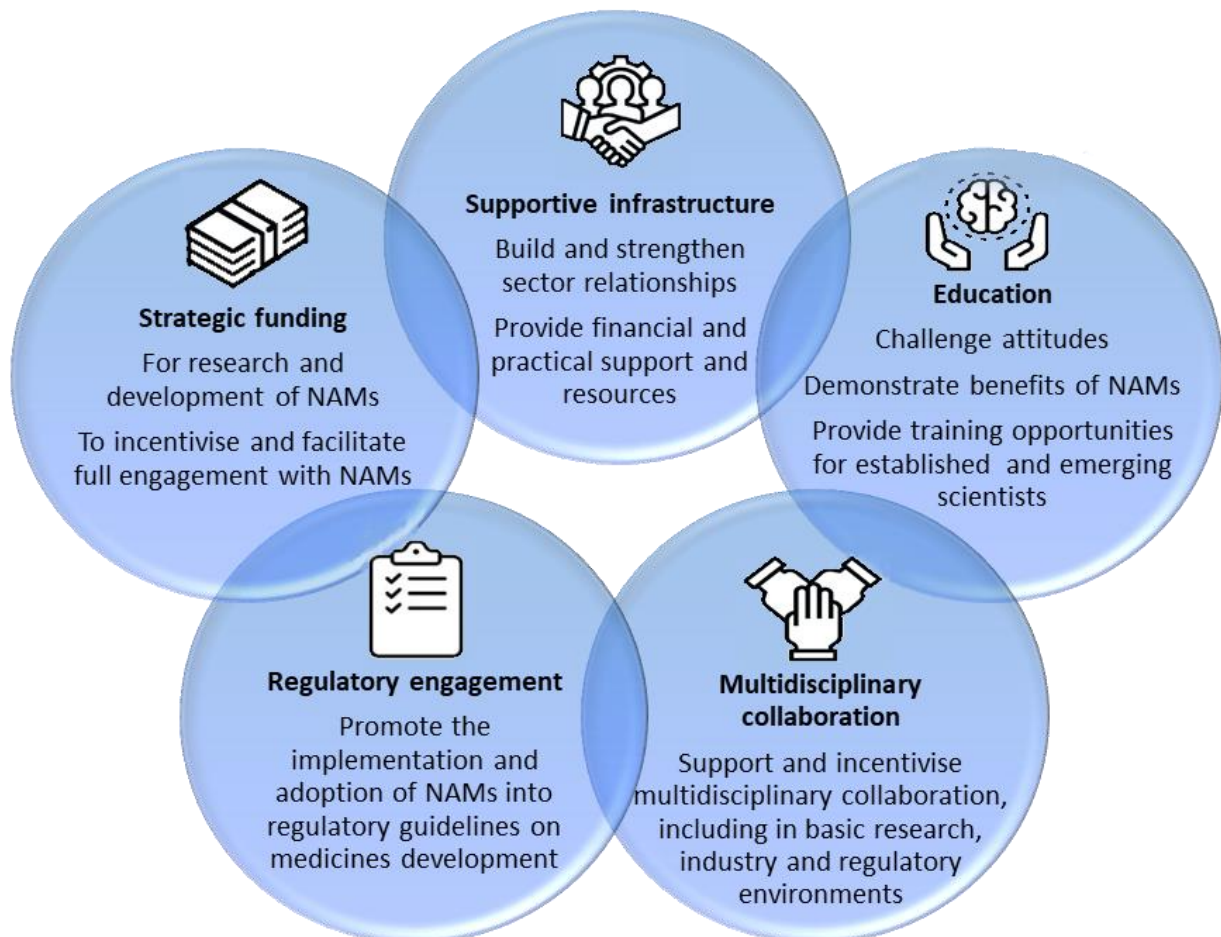 Supportive infrastructure
Build and strengthen
sector relationships
Provide financial and
practical support and
resources
Strategic funding
For research and
development of NAMs
To incentivise and facilitate
full engagement with NAMs
Education
Challenge attitudes
Demonstrate benefits of NAMs
Provide training opportunities
for established and emerging
scientists
Regulatory engagement
Promote the
implementation and
adoption of NAMs into
regulatory guidelines on
medicines development
Multidisciplinary
collaboration
Support and incentivise
multidisciplinary collaboration,
including in basic research,
industry and regulatory
environments